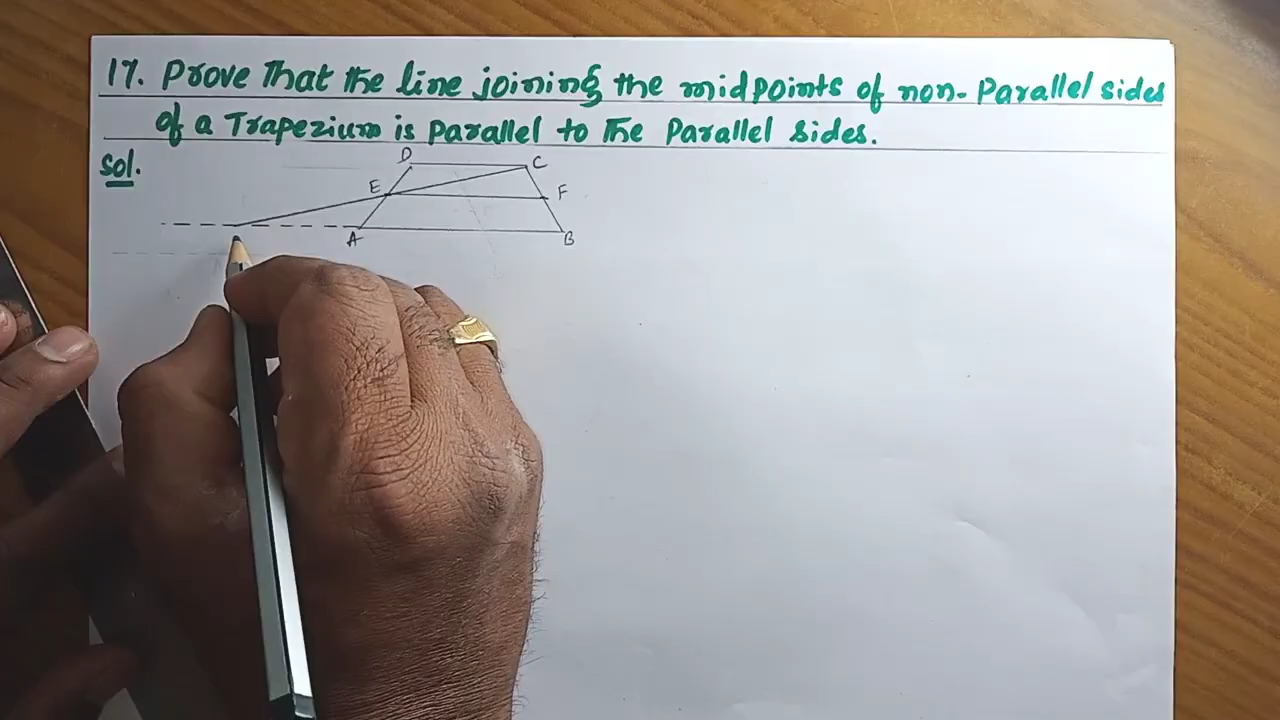 17. Prove That the line joining the midpoints of non-Parallel sides
of a Trapezium is parallel to the Parallel sides.
Sol.
D C
E F
A B